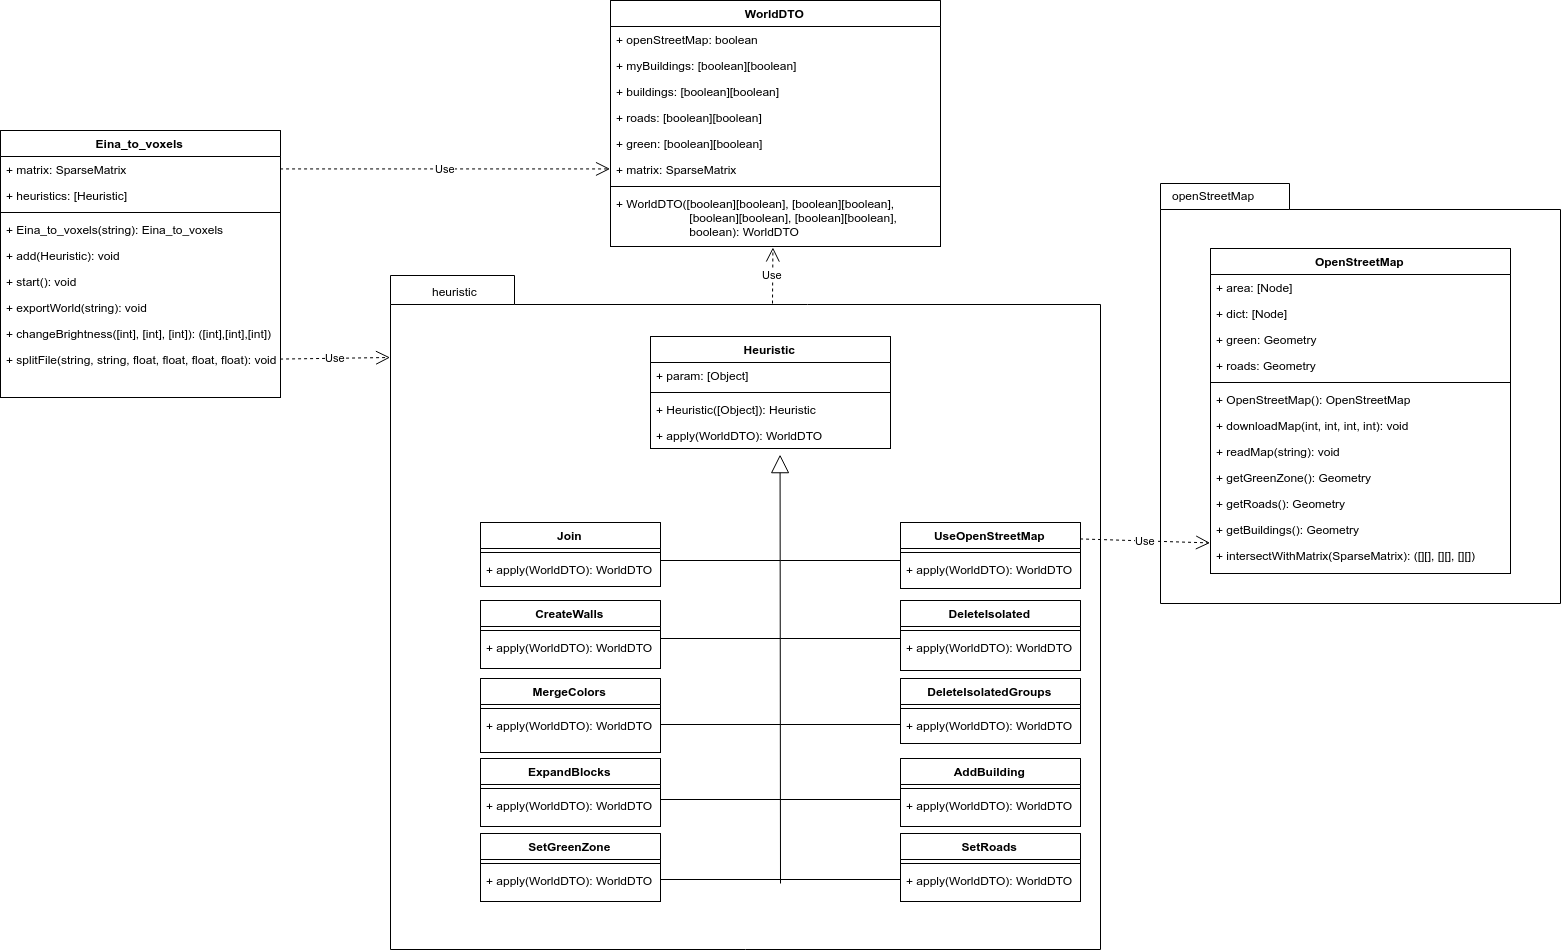 WorldDTO
+ openStreetMap: boolean
+ myBuildings: [boolean][boolean]
+ buildings: [boolean][boolean]
+ roads: [boolean][boolean]
+ green: [boolean][boolean]
+ matrix: SparseMatrix
+ WorldDTO([boolean][boolean], [boolean][boolean],
[boolean][boolean], [boolean][boolean],
boolean): WorldDTO
Eina_to_voxels
+ matrix: SparseMatrix
+ heuristics: [Heuristic]
+ Eina_to_voxels(string): Eina_to_voxels
+ add(Heuristic): void
+ start(): void
+ exportWorld(string): void
+ changeBrightness([int], [int], [int]): ([int],[int],[int])
+ splitFile(string, string, float, float, float, float): void
Use
Use
Use
heuristic
Heuristic
+ param: [Object]
+ Heuristic([Object]): Heuristic
+ apply(WorldDTO): WorldDTO
Join
+ apply(WorldDTO): WorldDTO
UseOpenStreetMap
+ apply(WorldDTO): WorldDTO
CreateWalls
+ apply(WorldDTO): WorldDTO
DeleteIsolated
+ apply(WorldDTO): WorldDTO
MergeColors
+ apply(WorldDTO): WorldDTO
DeleteIsolatedGroups
+ apply(WorldDTO): WorldDTO
ExpandBlocks
+ apply(WorldDTO): WorldDTO
AddBuilding
+ apply(WorldDTO): WorldDTO
SetGreenZone
+ apply(WorldDTO): WorldDTO
SetRoads
+ apply(WorldDTO): WorldDTO
Use
openStreetMap
OpenStreetMap
+ area: [Node]
+ dict: [Node]
+ green: Geometry
+ roads: Geometry
+ OpenStreetMap(): OpenStreetMap
+ downloadMap(int, int, int, int): void
+ readMap(string): void
+ getGreenZone(): Geometry
+ getRoads(): Geometry
+ getBuildings(): Geometry
+ intersectWithMatrix(SparseMatrix): ([][], [][], [][])